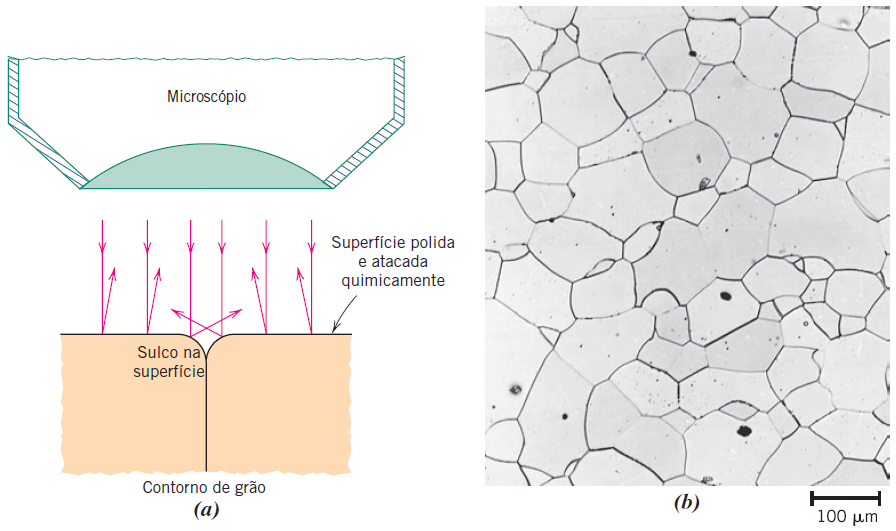 Microscópio
Superfície polida
e atacada
quimicamente
Sulco na
superfície
Contorno de grão
(a)
(b)
100 μm